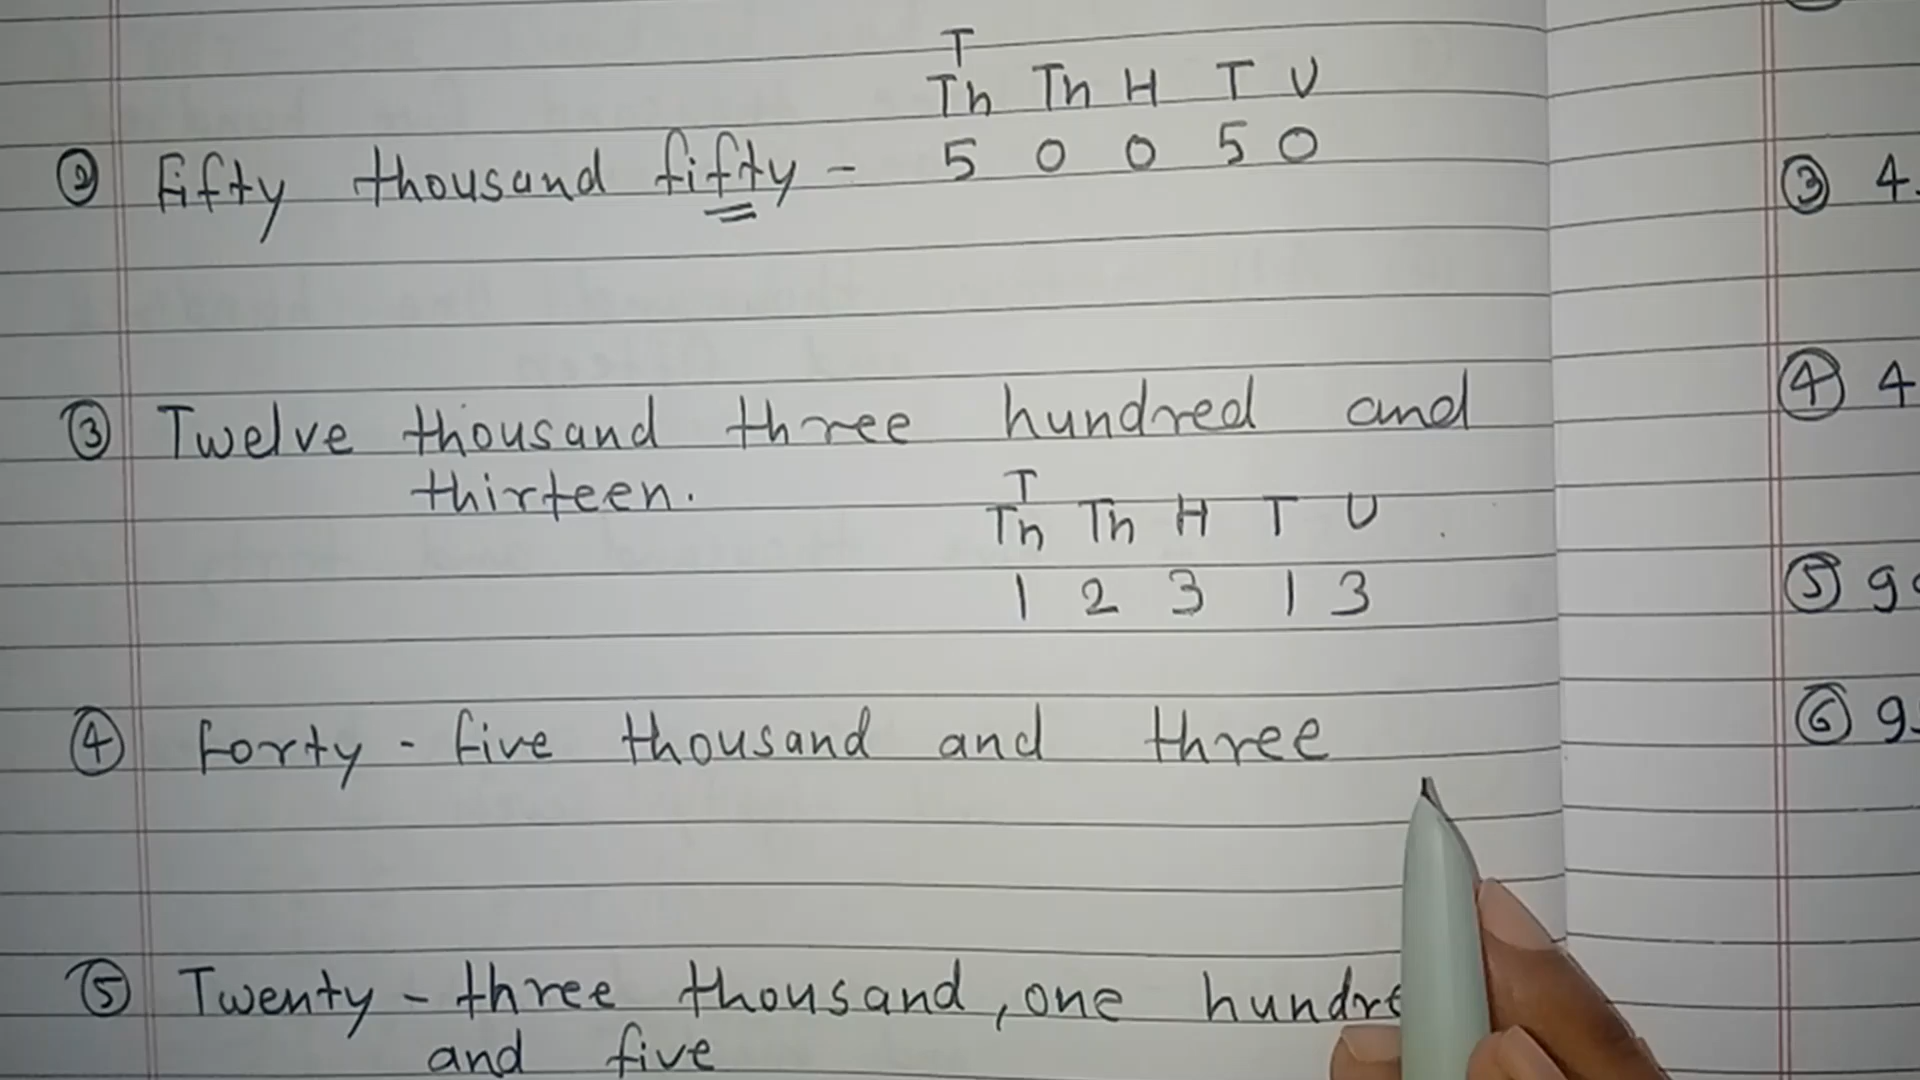 T
Th Th H T U
② Fifty thousand fifty - 5 0 0 5 0
③ Twelve thousand three hundred and
thirteen.
T
Th Th H T U
1 2 3 1 3
④ Forty - five thousand and three
⑤ Twenty - three thousand, one hundre
and five
③ 4
④ 4
⑤ 9
⑥ 9